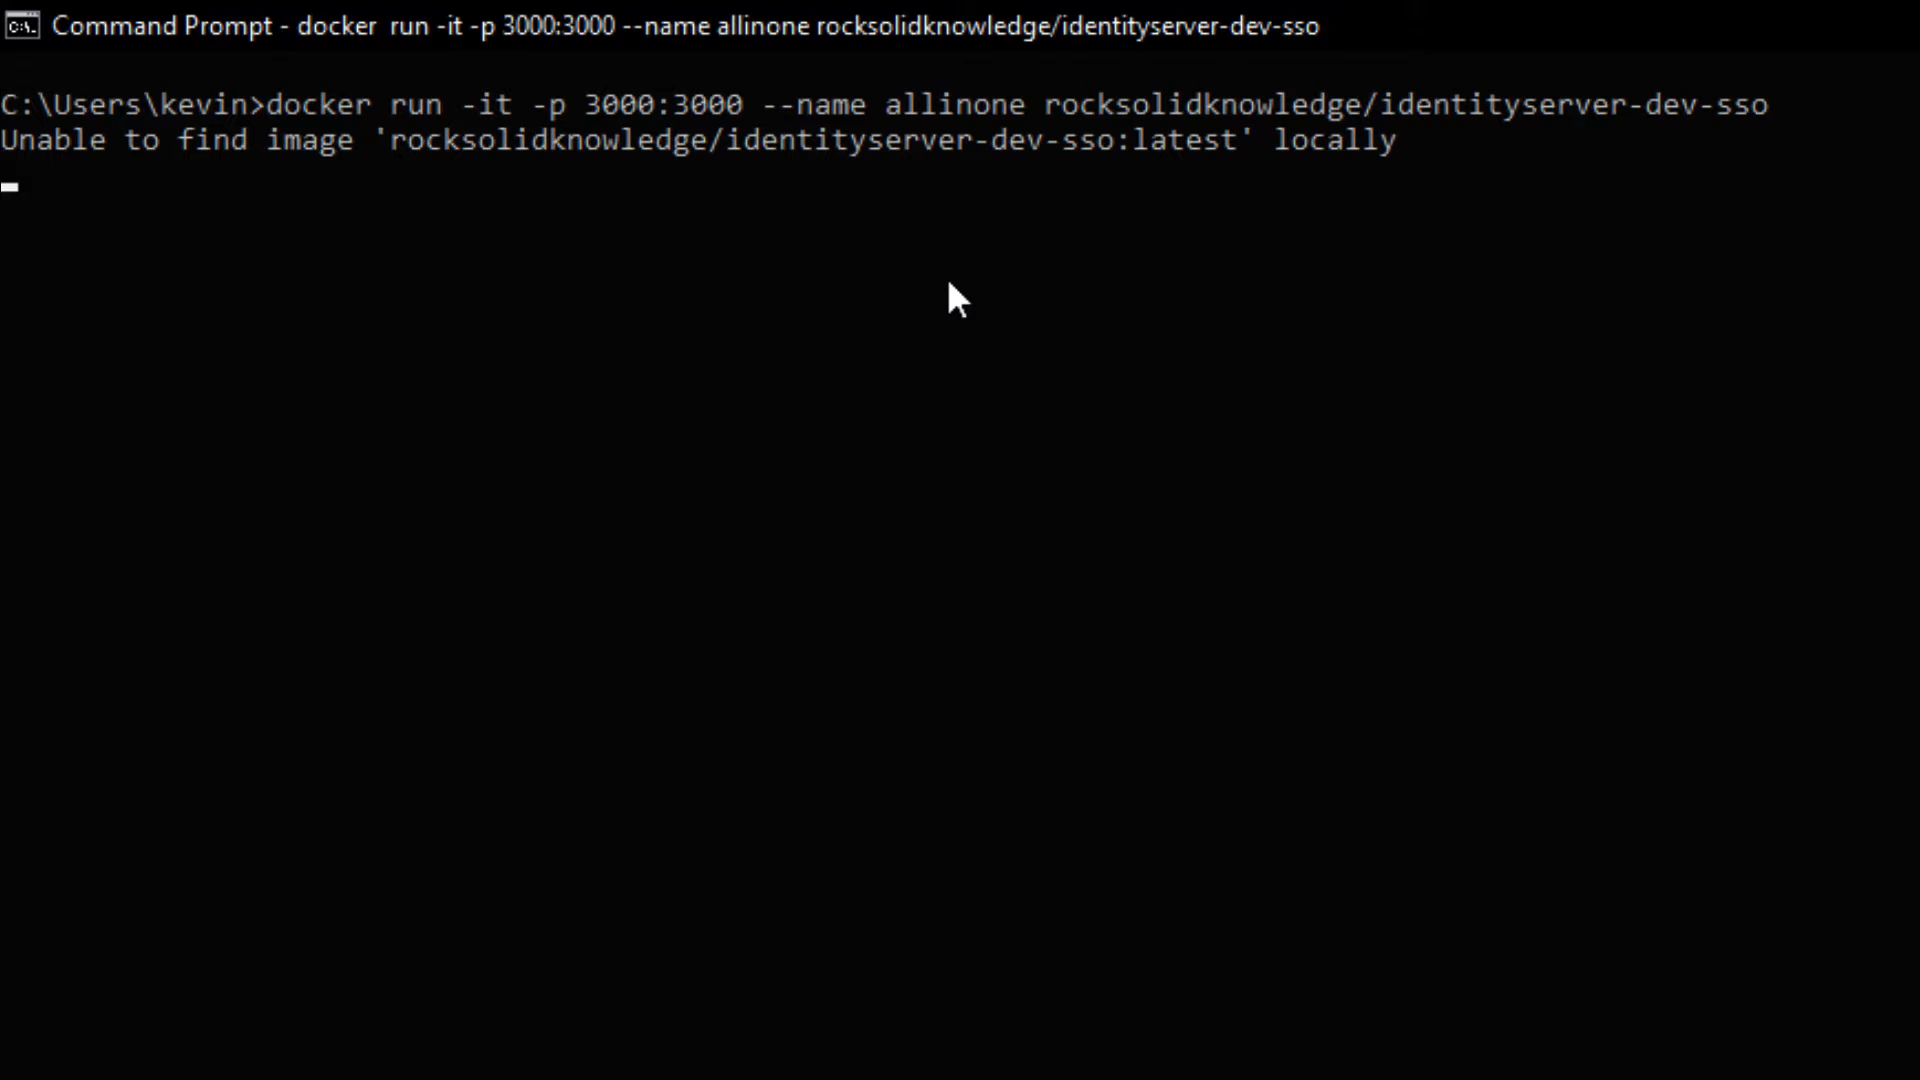 Command Prompt - docker  run -it -p 3000:3000 --name allinone rocksolidknowledge/identityserver-dev-sso
C:\Users\kevin>docker run -it -p 3000:3000 --name allinone rocksolidknowledge/identityserver-dev-sso
Unable to find image 'rocksolidknowledge/identityserver-dev-sso:latest' locally